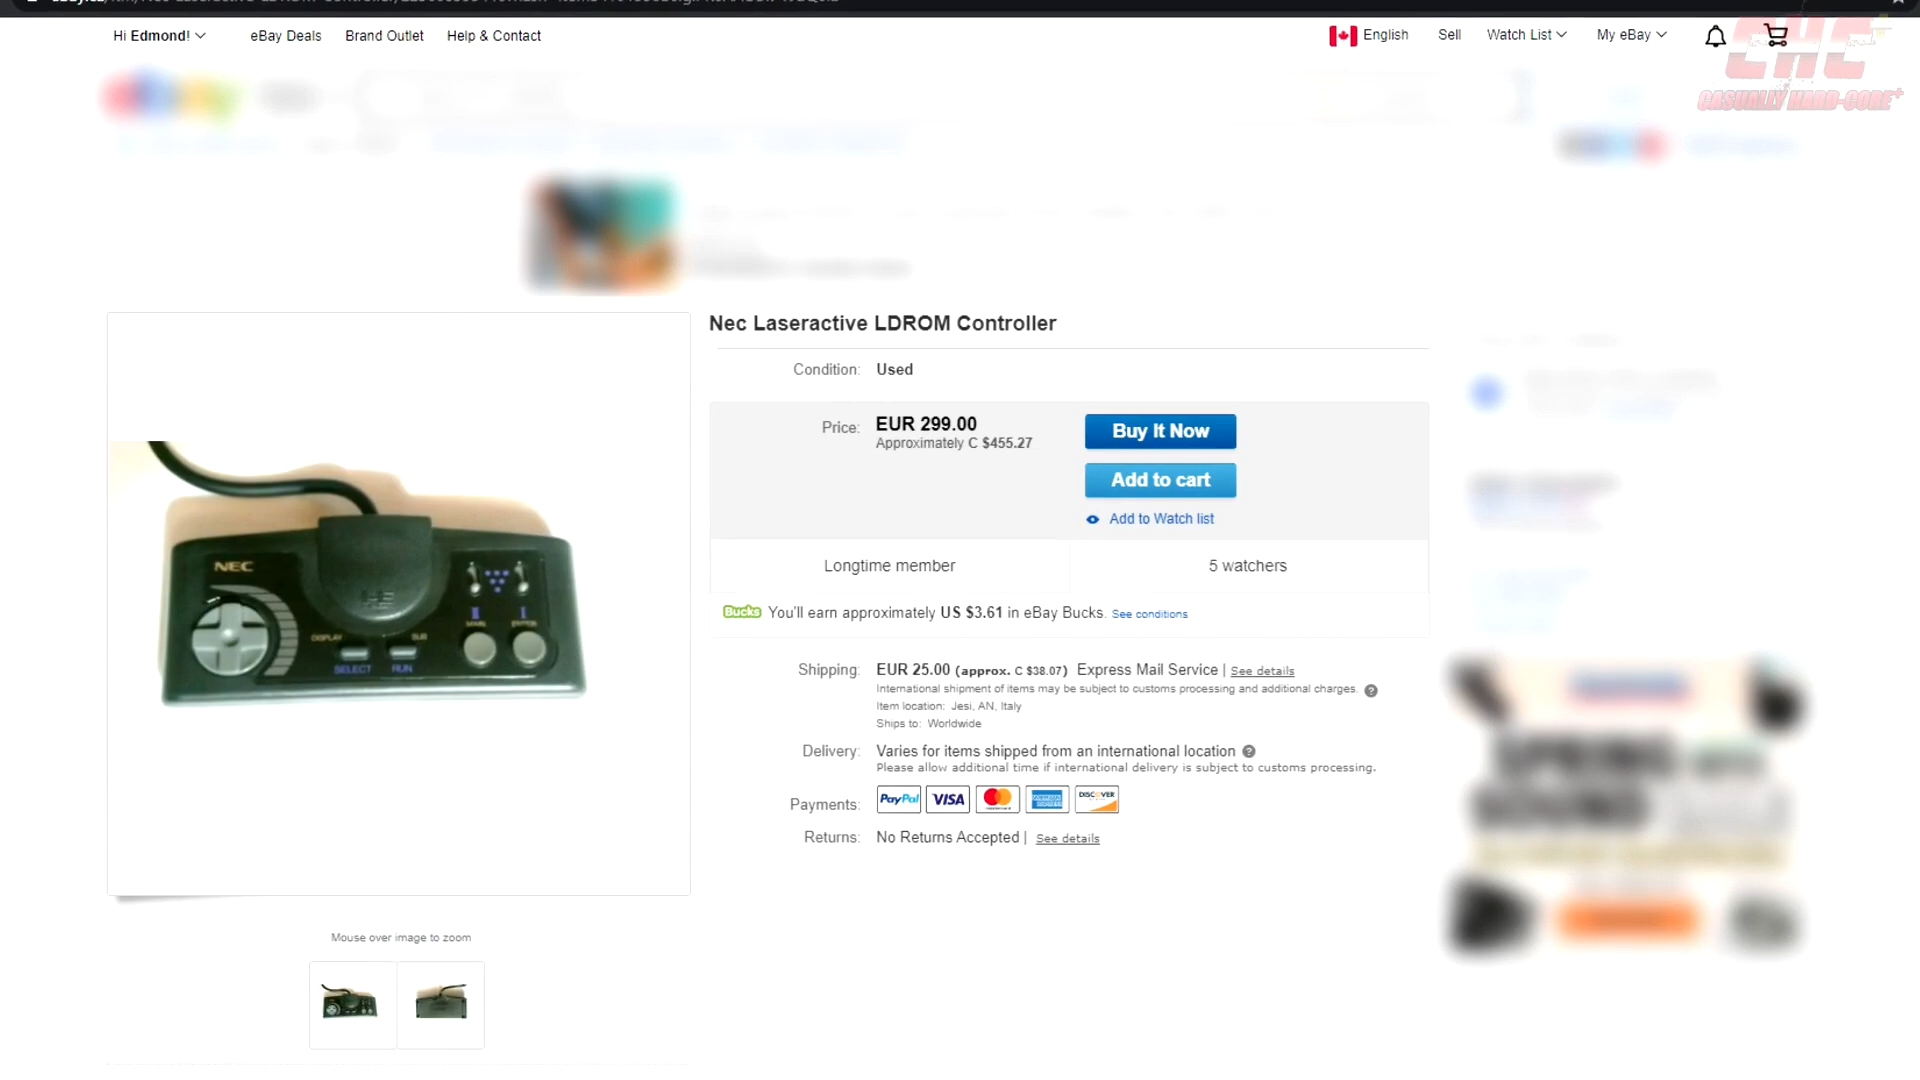 Hi Edmond!
eBay Deals
Brand Outlet
Help & Contact
English
Sell
Watch List
My eBay
CHC
CASUALLY HARD-CORE+
Nec Laseractive LDROM Controller
Condition: Used
Price: EUR 299.00
Approximately C $455.27
Buy It Now
Add to cart
Add to Watch list
Longtime member
5 watchers
Bucks You'll earn approximately US $3.61 in eBay Bucks. See conditions
Shipping: EUR 25.00 (approx. C $38.07) Express Mail Service | See details
International shipment of items may be subject to customs processing and additional charges.
Item location: Jesi, AN, Italy
Ships to: Worldwide
Delivery: Varies for items shipped from an international location
Please allow additional time if international delivery is subject to customs processing.
Payments: PayPal VISA DISCOVER
Returns: No Returns Accepted | See details
NEC
II I
DISPLAY SUB MAIN
SELECT RUN
Mouse over image to zoom
SPRING
SOUND